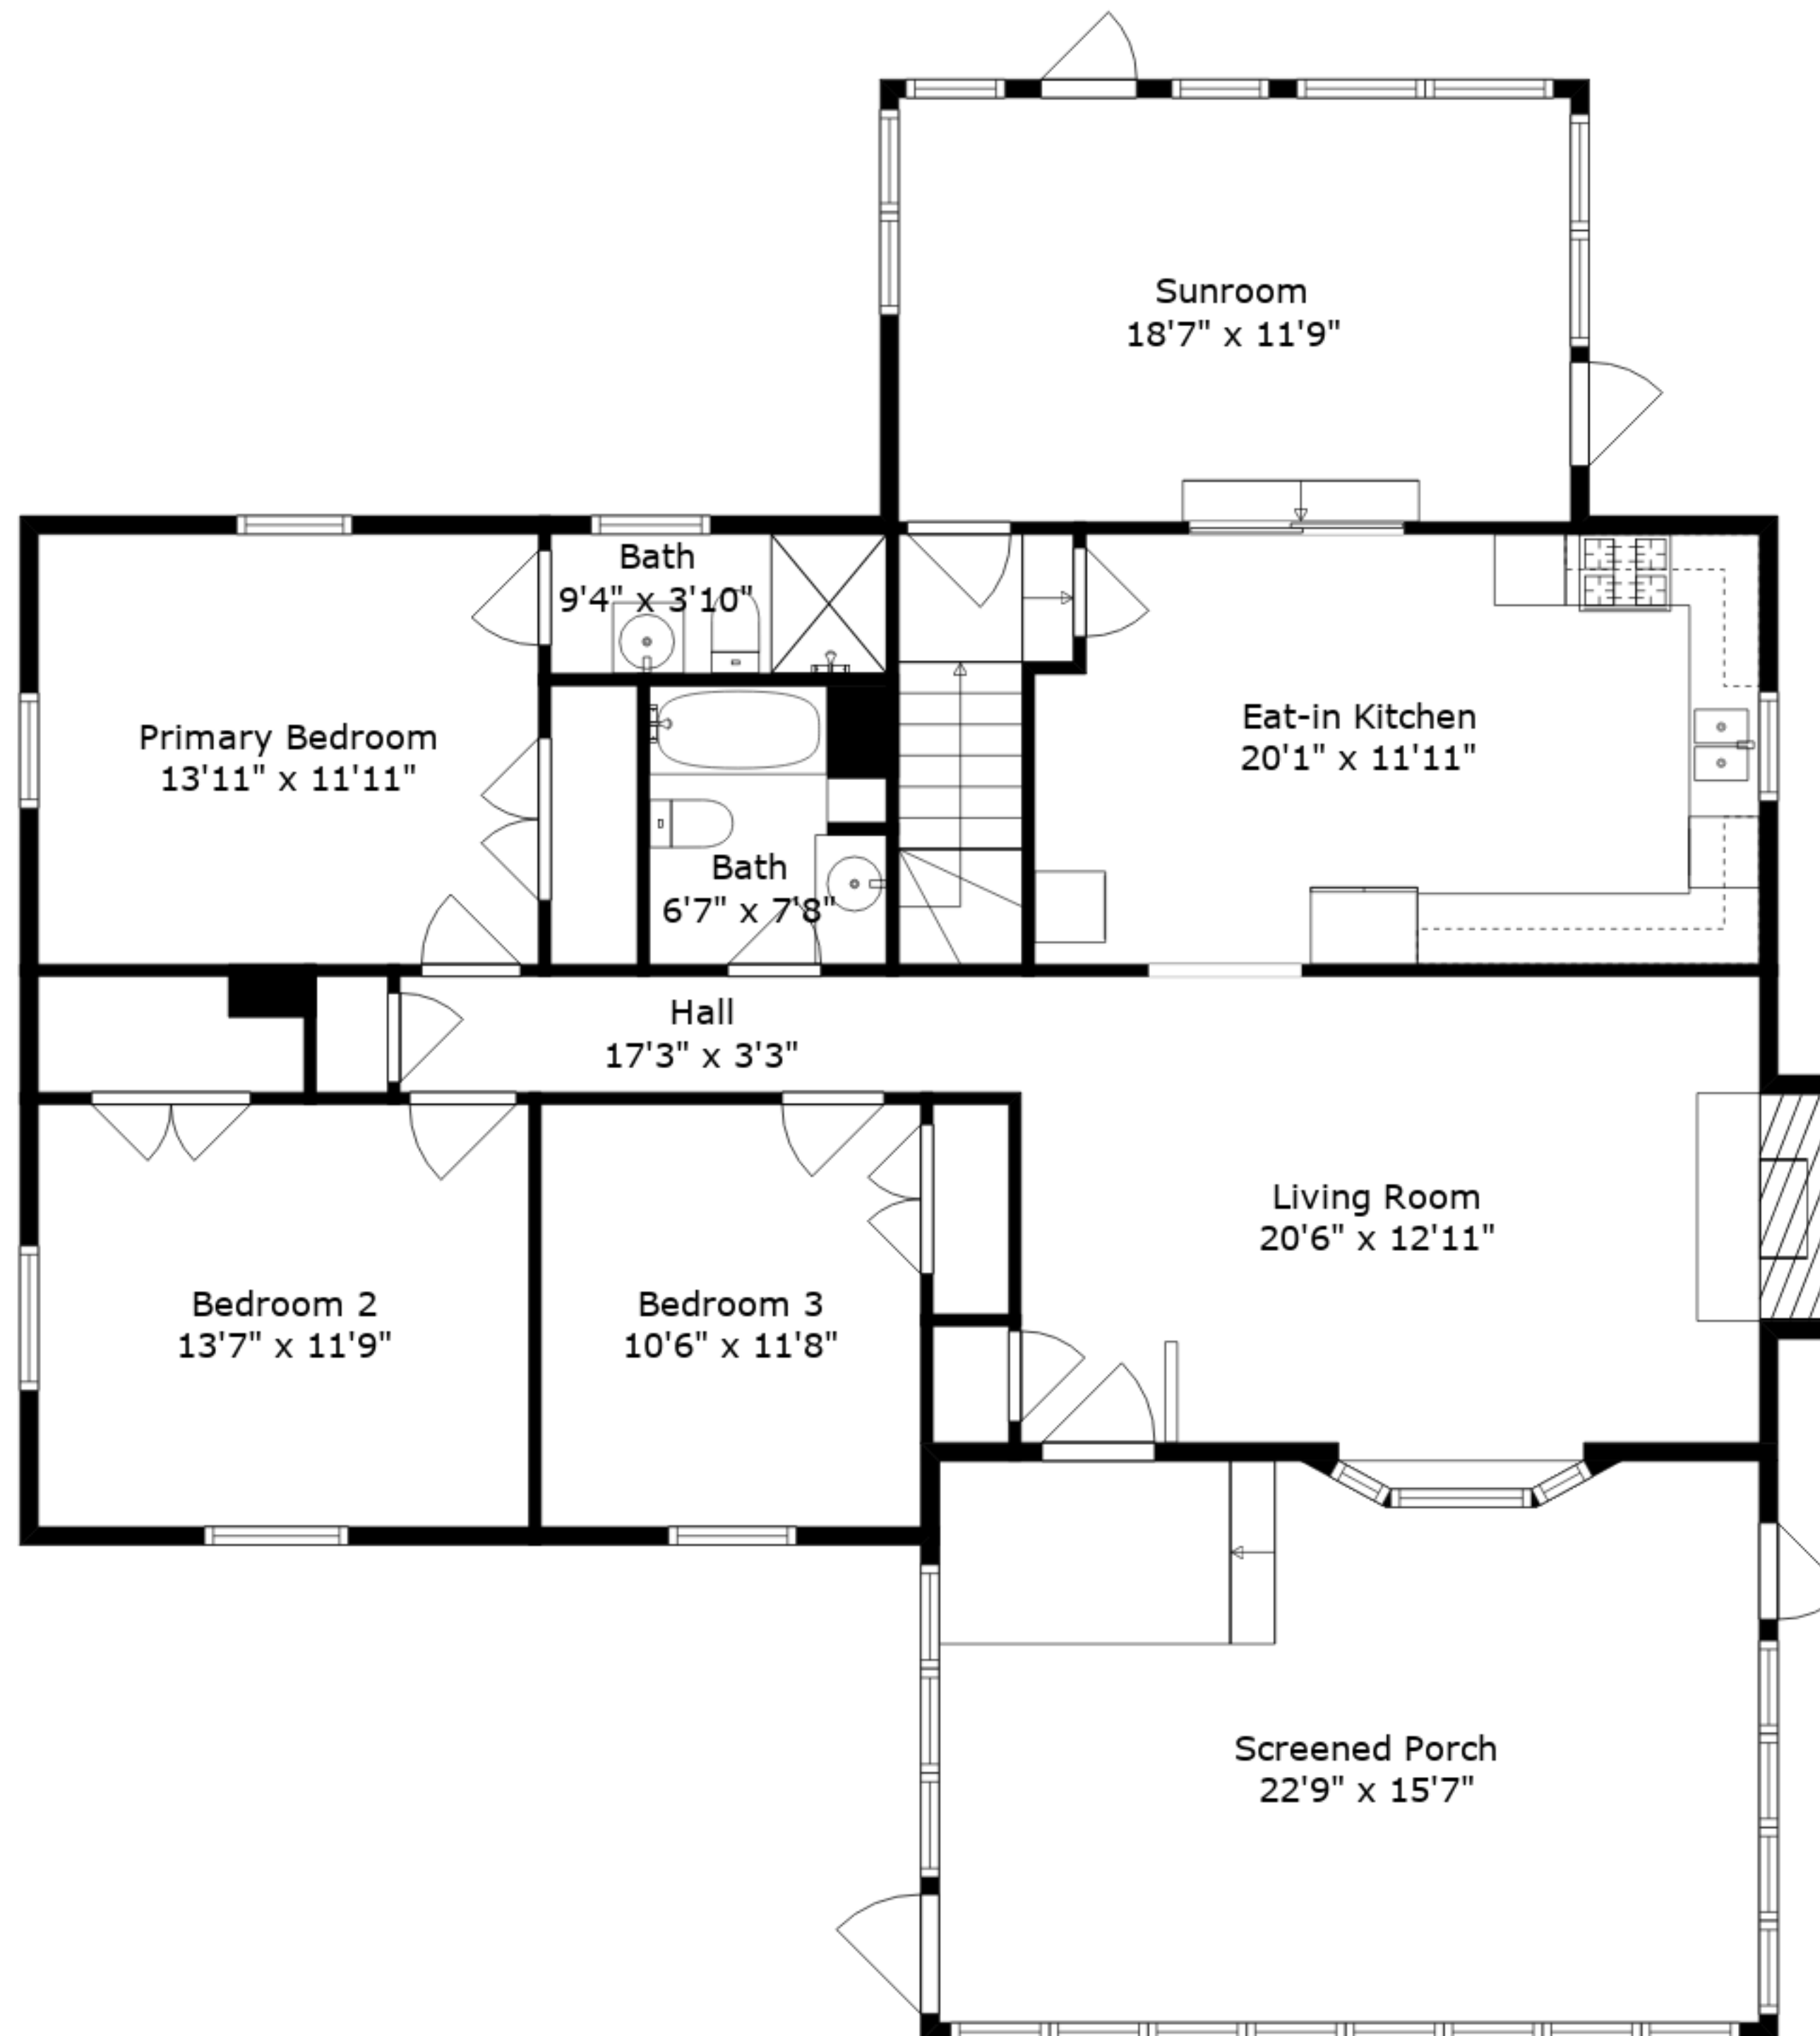 Sunroom
18'7" x 11'9"
Bath
9'4" x 3'10"
Primary Bedroom
13'11" x 11'11"
Eat-in Kitchen
20'1" x 11'11"
Bath
6'7" x 7'8"
Hall
17'3" x 3'3"
Living Room
20'6" x 12'11"
Bedroom 2
13'7" x 11'9"
Bedroom 3
10'6" x 11'8"
Screened Porch
22'9" x 15'7"